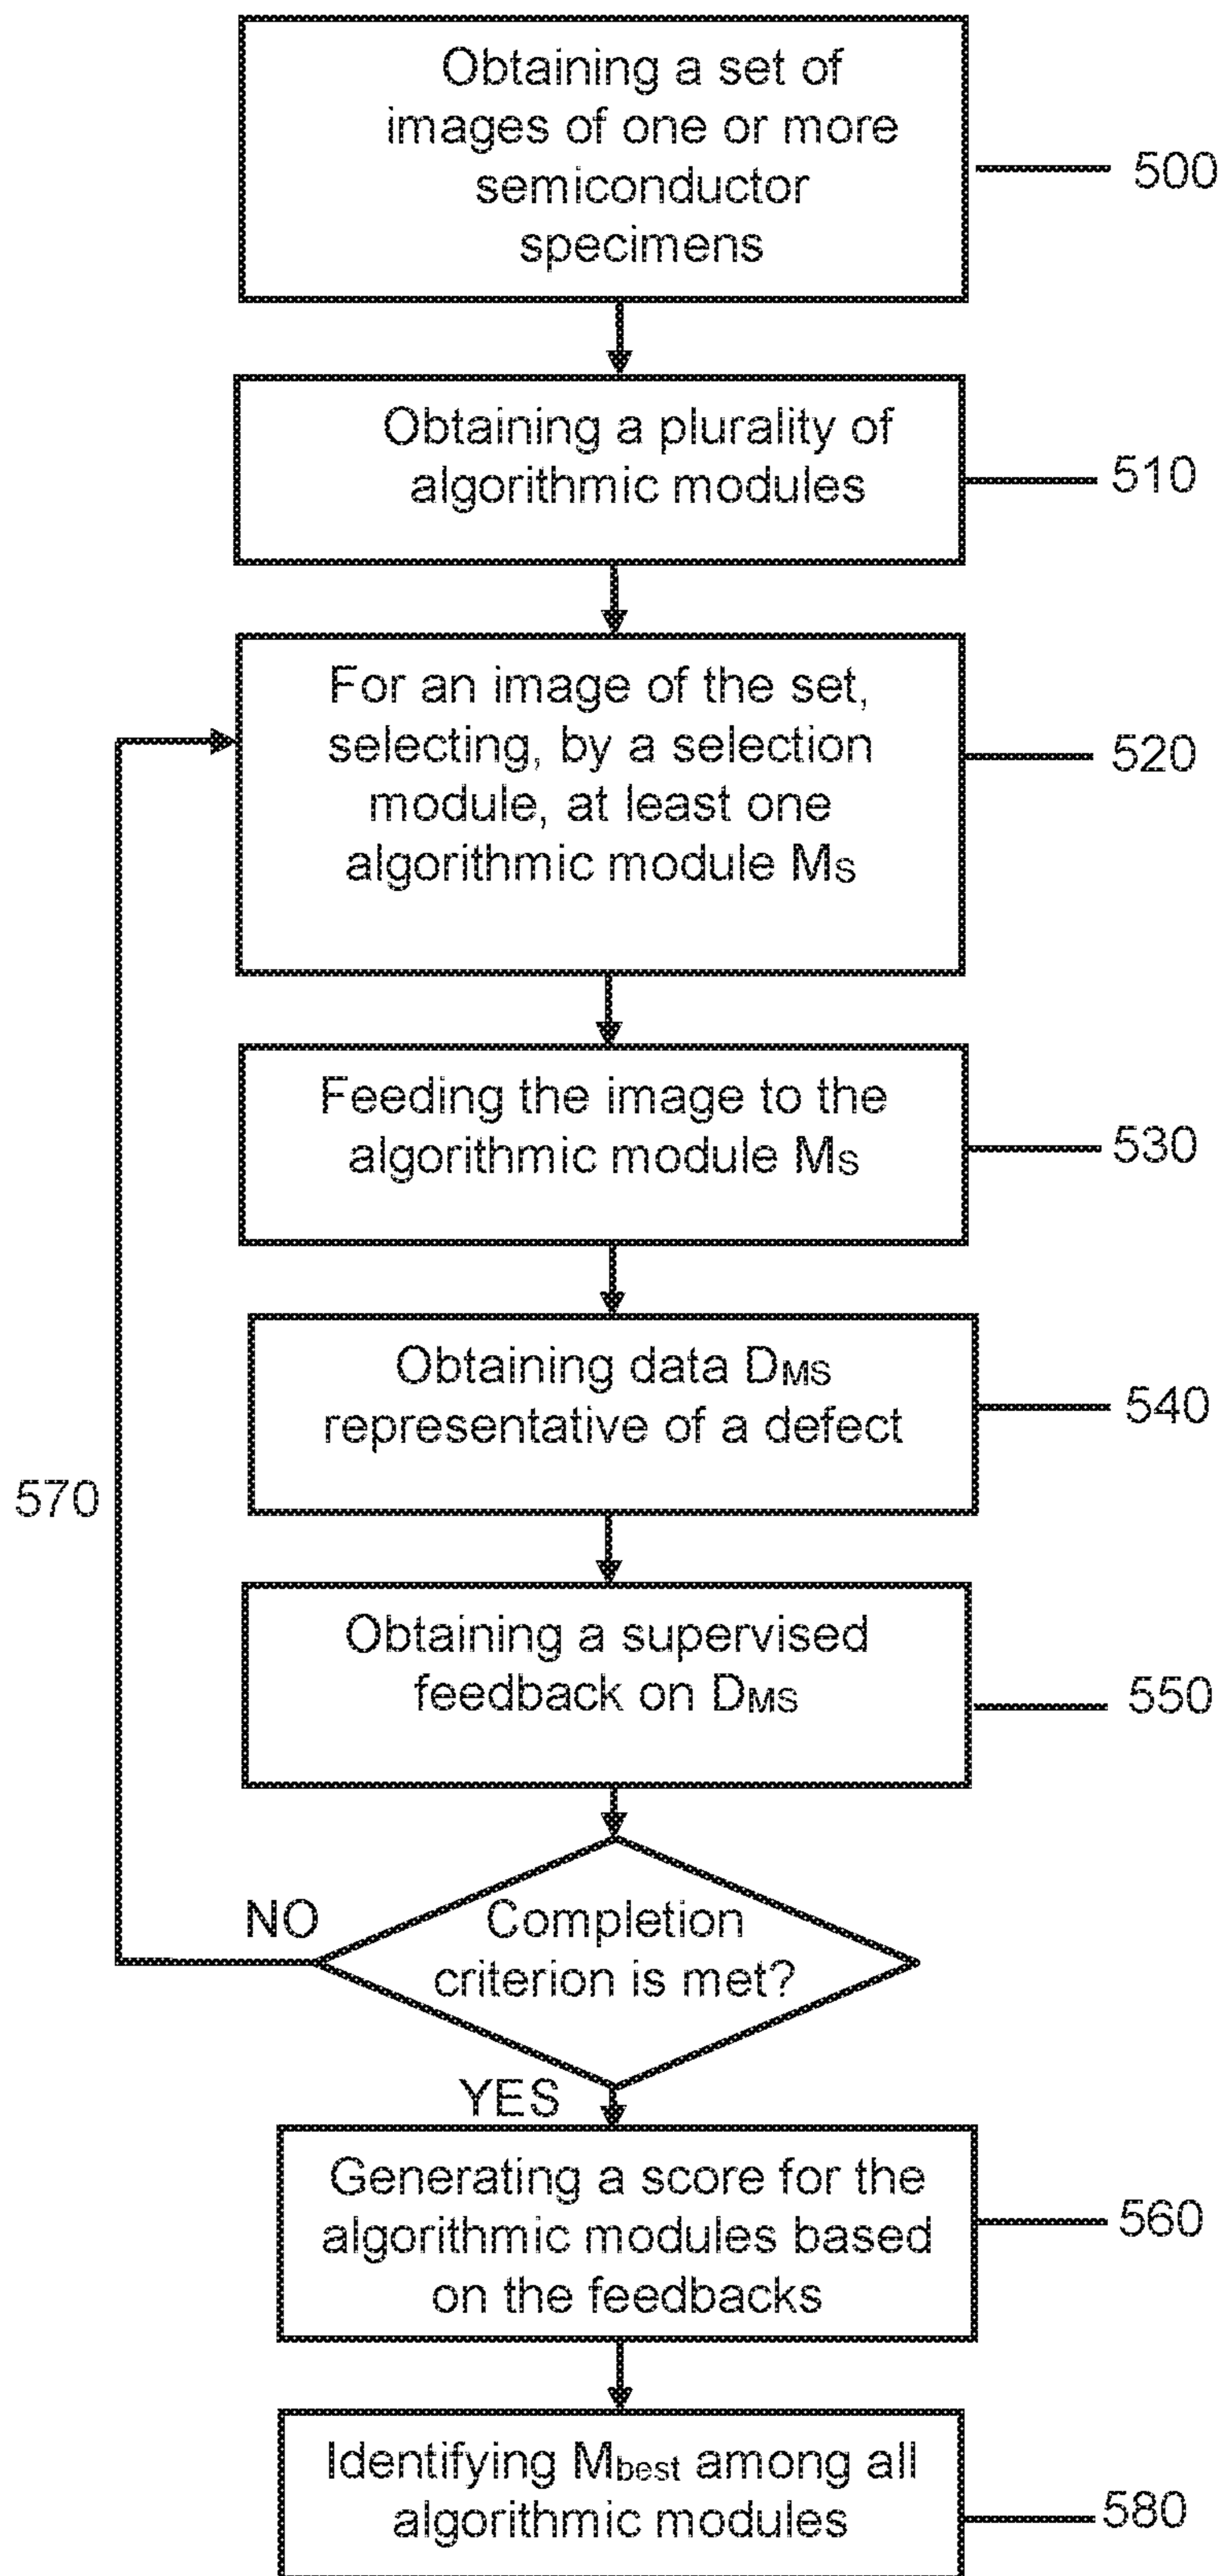 Obtaining a set of
images of one or more
semiconductor
specimens
500
Obtaining a plurality of
algorithmic modules
510
For an image of the set,
selecting, by a selection
module, at least one
algorithmic module MS
520
Feeding the image to the
algorithmic module MS
530
Obtaining data DMS
representative of a defect
540
570
Obtaining a supervised
feedback on DMS
550
NO
Completion
criterion is met?
YES
Generating a score for the
algorithmic modules based
on the feedbacks
560
Identifying Mbest among all
algorithmic modules
580